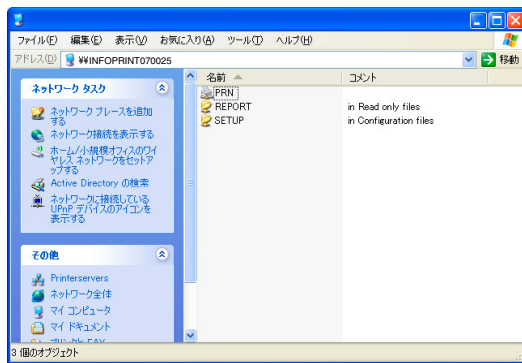 ファイル(F) 編集(E) 表示(V) お気に入り(A) ツール(T) ヘルプ(H)
アドレス(D) ¥¥INFOPRINT070025 移動
名前 コメント
PRN
REPORT in Read only files
SETUP in Configuration files
ネットワーク タスク
ネットワーク プレースを追加
する
ネットワーク接続を表示する
ホーム/小規模オフィスのワイ
ヤレス ネットワークをセットア
ップする
Active Directory の検索
ネットワークに接続している
UPnP デバイスのアイコンを
表示する
その他
Printerservers
ネットワーク全体
マイ コンピュータ
マイ ドキュメント
3 個のオブジェクト